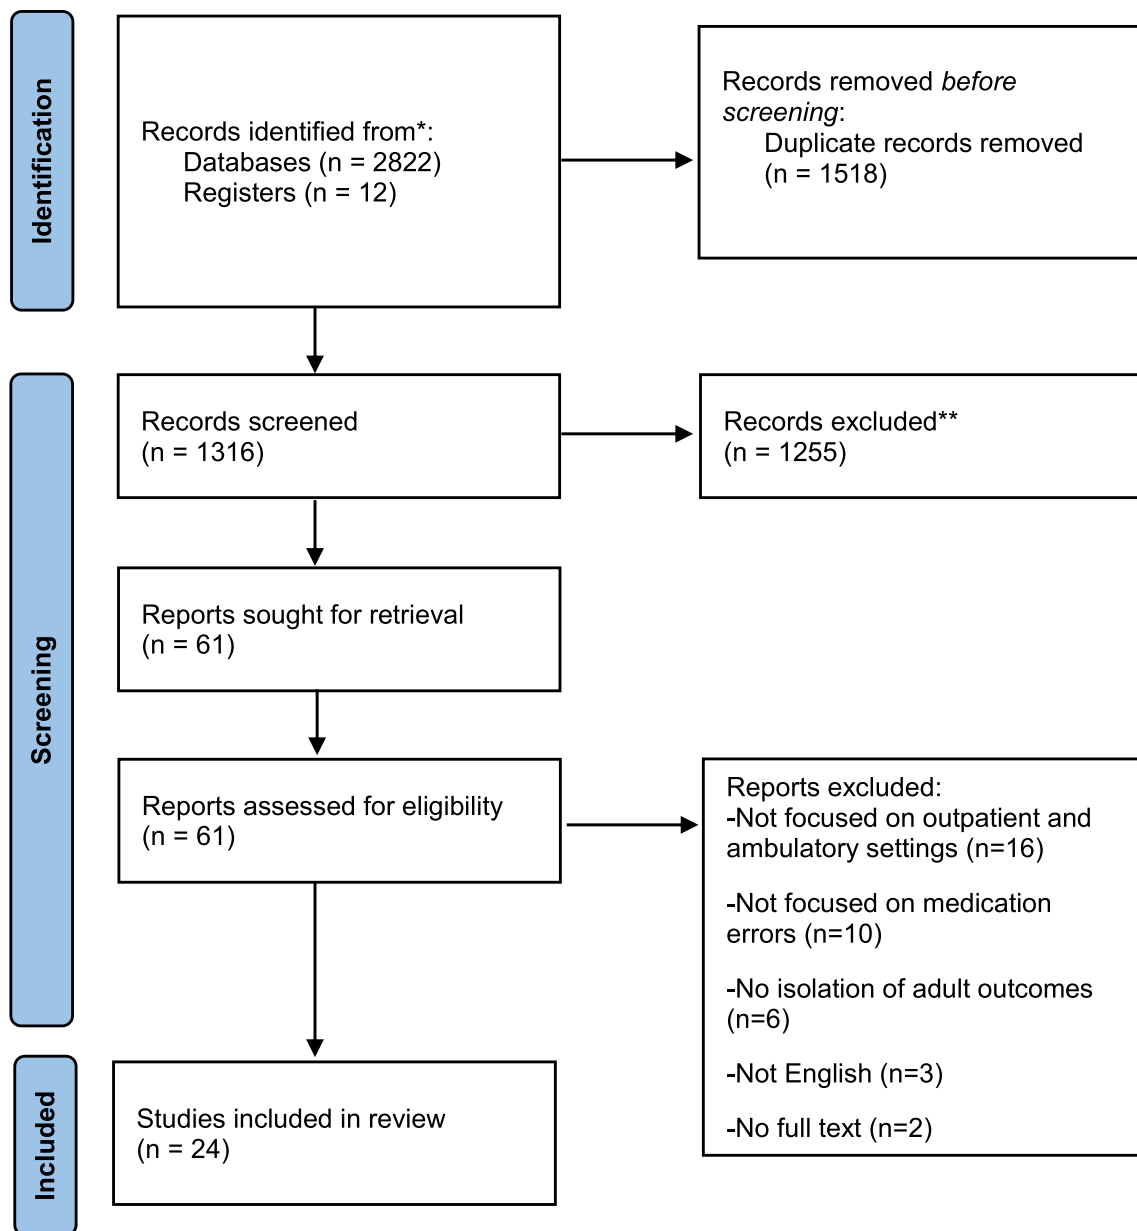 Identification
Records identified from*:
Databases (n = 2822)
Registers (n = 12)
Records removed before
screening:
Duplicate records removed
(n = 1518)
Screening
Records screened
(n = 1316)
Records excluded**
(n = 1255)
Reports sought for retrieval
(n = 61)
Reports assessed for eligibility
(n = 61)
Reports excluded:
-Not focused on outpatient and
ambulatory settings (n=16)
-Not focused on medication
errors (n=10)
-No isolation of adult outcomes
(n=6)
-Not English (n=3)
-No full text (n=2)
Included
Studies included in review
(n = 24)